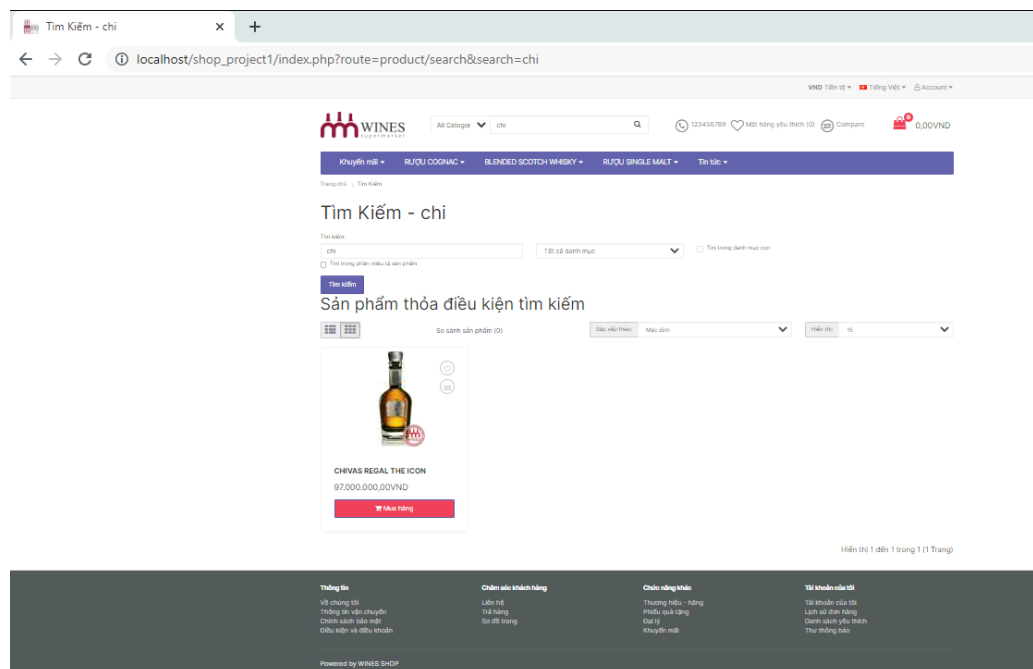 Tìm Kiếm - chi
localhost/shop_project1/index.php?route=product/search&search=chi
VND Tiền tệ Tiếng Việt Account
WINES
supermarket
All Categor chi 123456789 Mặt hàng yêu thích (0) Compare 0 0,00VND
Khuyến mãi RƯỢU COGNAC BLENDED SCOTCH WHISKY RƯỢU SINGLE MALT Tin tức
Trang chủ Tìm Kiếm
Tìm Kiếm - chi
Tìm kiếm
chi Tất cả danh mục Tìm trong danh mục con
Tìm trong phần miêu tả sản phẩm
Tìm kiếm
Sản phẩm thỏa điều kiện tìm kiếm
So sánh sản phẩm (0) Sắp xếp theo: Mặc định Hiển thị: 15
CHIVAS REGAL THE ICON
97.000.000,00VND
Mua hàng
Hiển thị 1 đến 1 trong 1 (1 Trang)
Thông tin Chăm sóc khách hàng Chức năng khác Tài khoản của tôi
Về chúng tôi Liên hệ Thương hiệu - hãng Tài khoản của tôi
Thông tin vận chuyển Trả hàng Phiếu quà tặng Lịch sử đơn hàng
Chính sách bảo mật Sơ đồ trang Đại lý Danh sách yêu thích
Điều kiện và điều khoản Khuyến mãi Thư thông báo
Powered by WINES SHOP